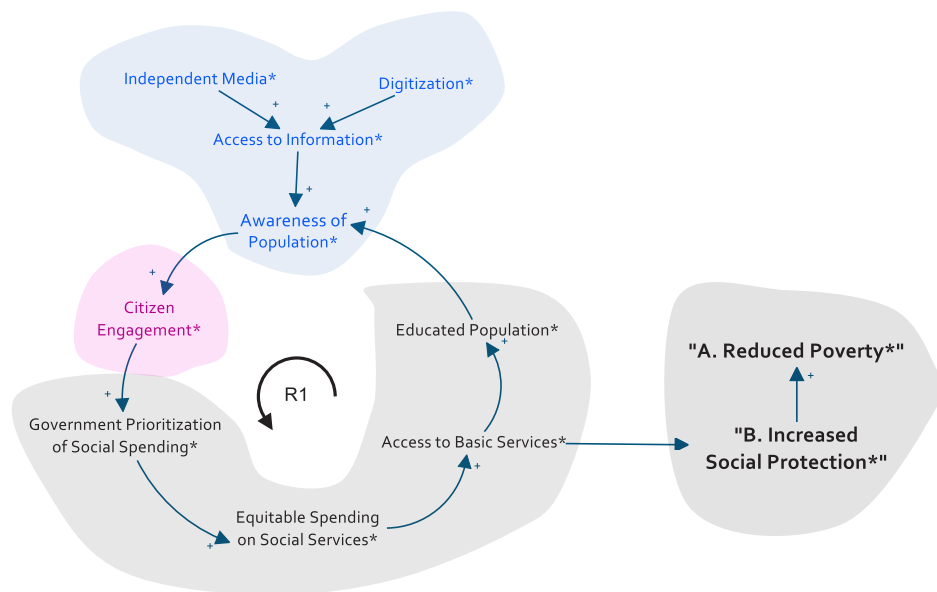 Independent Media*
Digitization*
+
+
Access to Information*
+
+
Awareness of
Population*
+
Citizen
Engagement*
Educated Population*
+
"A. Reduced Poverty*"
+
+
R1
Government Prioritization
of Social Spending*
Access to Basic Services*
"B. Increased
Social Protection*"
+
Equitable Spending
on Social Services*
+